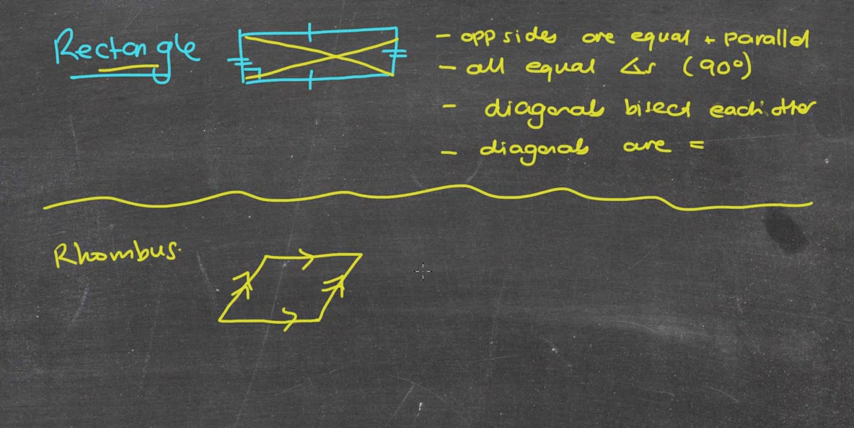 Rectangle
- opp sides are equal + parallel
- all equal ∡s (90°)
- diagonals bisect each other
- diagonals are =
Rhombus.